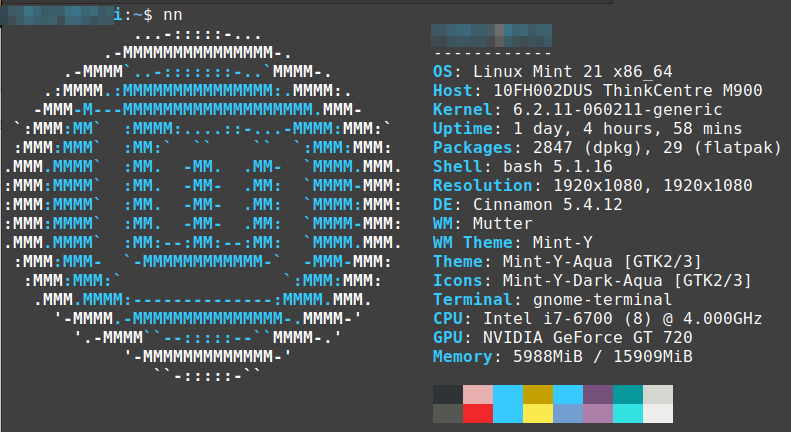 i:~$ nn
------------
OS: Linux Mint 21 x86_64
Host: 10FH002DUS ThinkCentre M900
Kernel: 6.2.11-060211-generic
Uptime: 1 day, 4 hours, 58 mins
Packages: 2847 (dpkg), 29 (flatpak)
Shell: bash 5.1.16
Resolution: 1920x1080, 1920x1080
DE: Cinnamon 5.4.12
WM: Mutter
WM Theme: Mint-Y
Theme: Mint-Y-Aqua [GTK2/3]
Icons: Mint-Y-Dark-Aqua [GTK2/3]
Terminal: gnome-terminal
CPU: Intel i7-6700 (8) @ 4.000GHz
GPU: NVIDIA GeForce GT 720
Memory: 5988MiB / 15909MiB